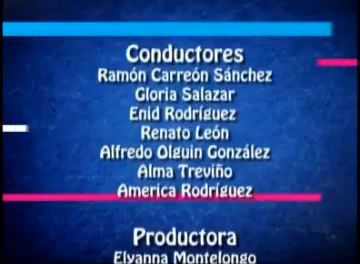 Conductores
Ramón Carreón Sánchez
Gloria Salazar
Enid Rodríguez
Renato León
Alfredo Olguin González
Alma Treviño
America Rodríguez
Productora
Elyanna Montelongo